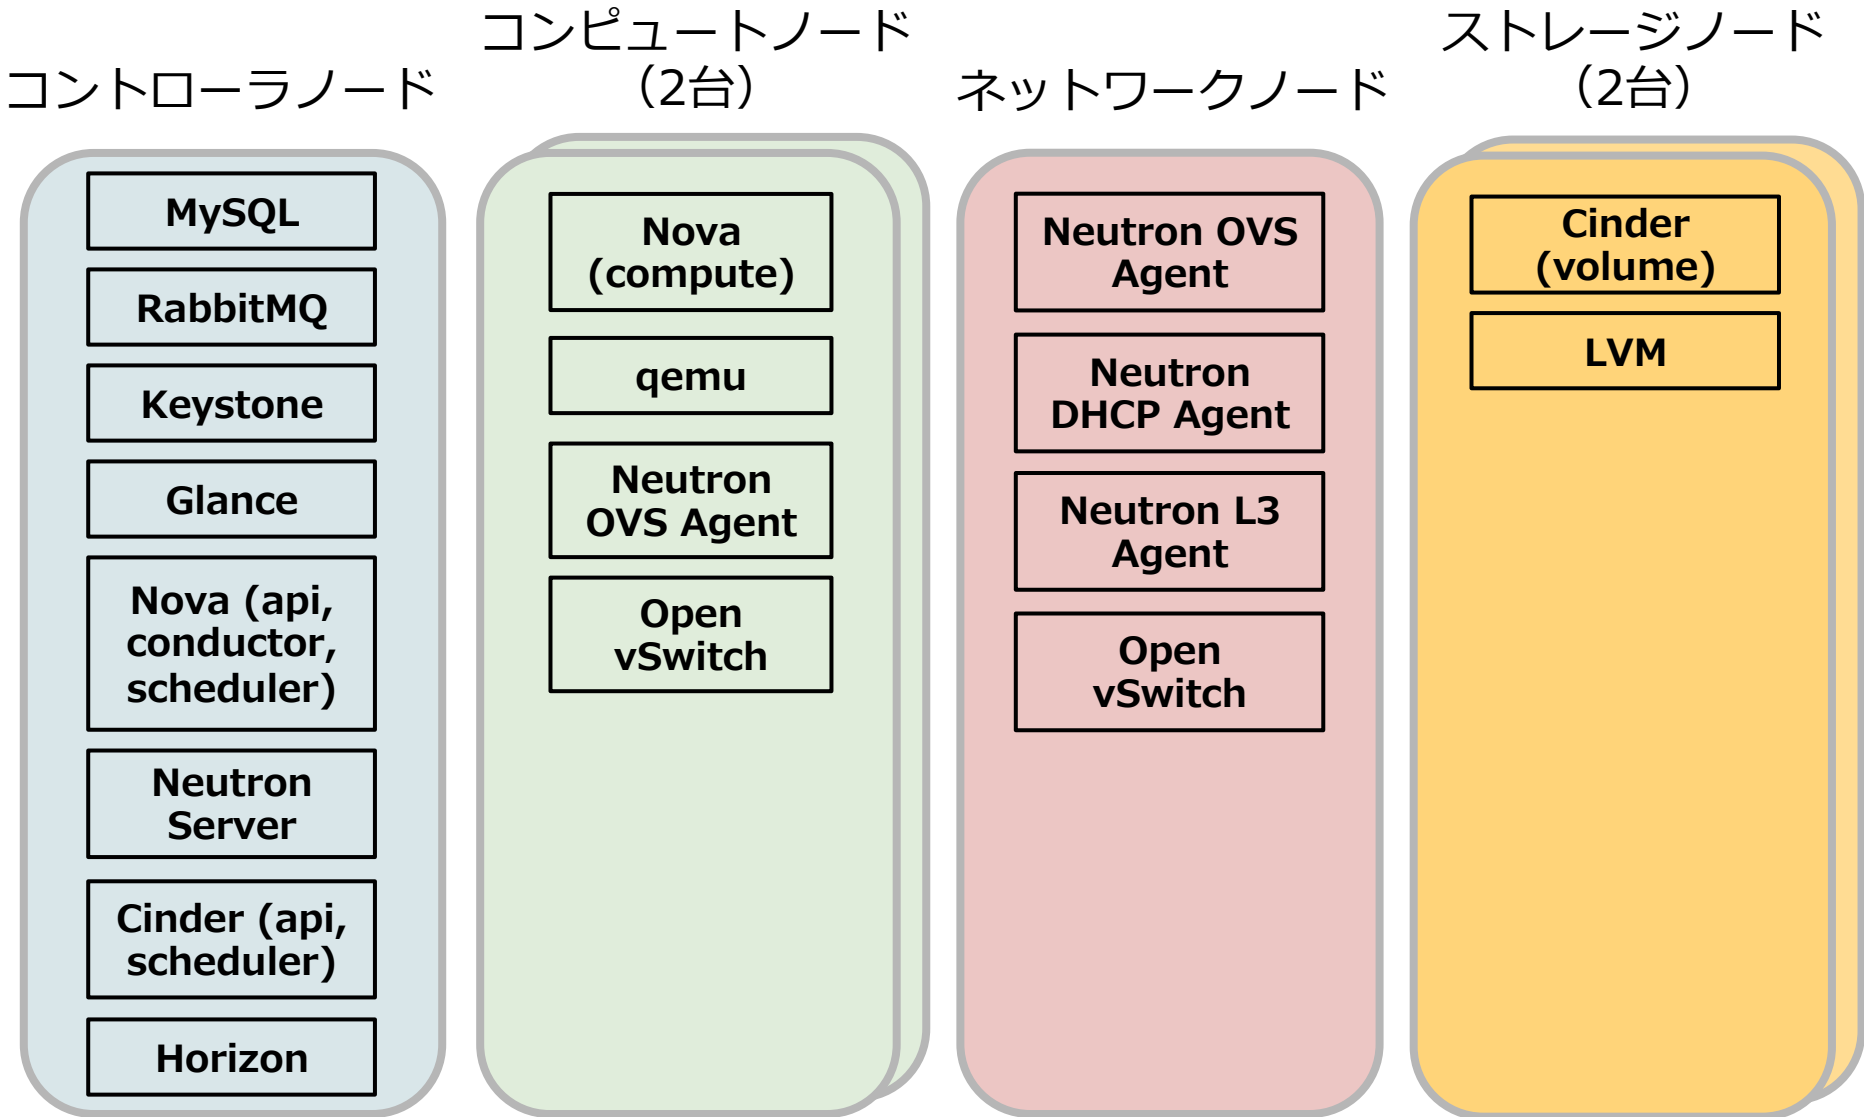 コントローラノード
MySQL
RabbitMQ
Keystone
Glance
Nova (api,
conductor,
scheduler)
Neutron
Server
Cinder (api,
scheduler)
Horizon
コンピュートノード
（2台）
Nova
(compute)
qemu
Neutron
OVS Agent
Open
vSwitch
ネットワークノード
Neutron OVS
Agent
Neutron
DHCP Agent
Neutron L3
Agent
Open
vSwitch
ストレージノード
（2台）
Cinder
(volume)
LVM